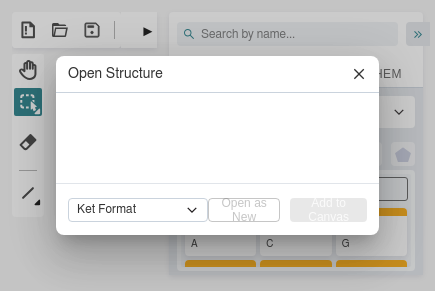 Search by name...
Open Structure
HEM
Ket Format
Open as
New
Add to
Canvas
A
C
G